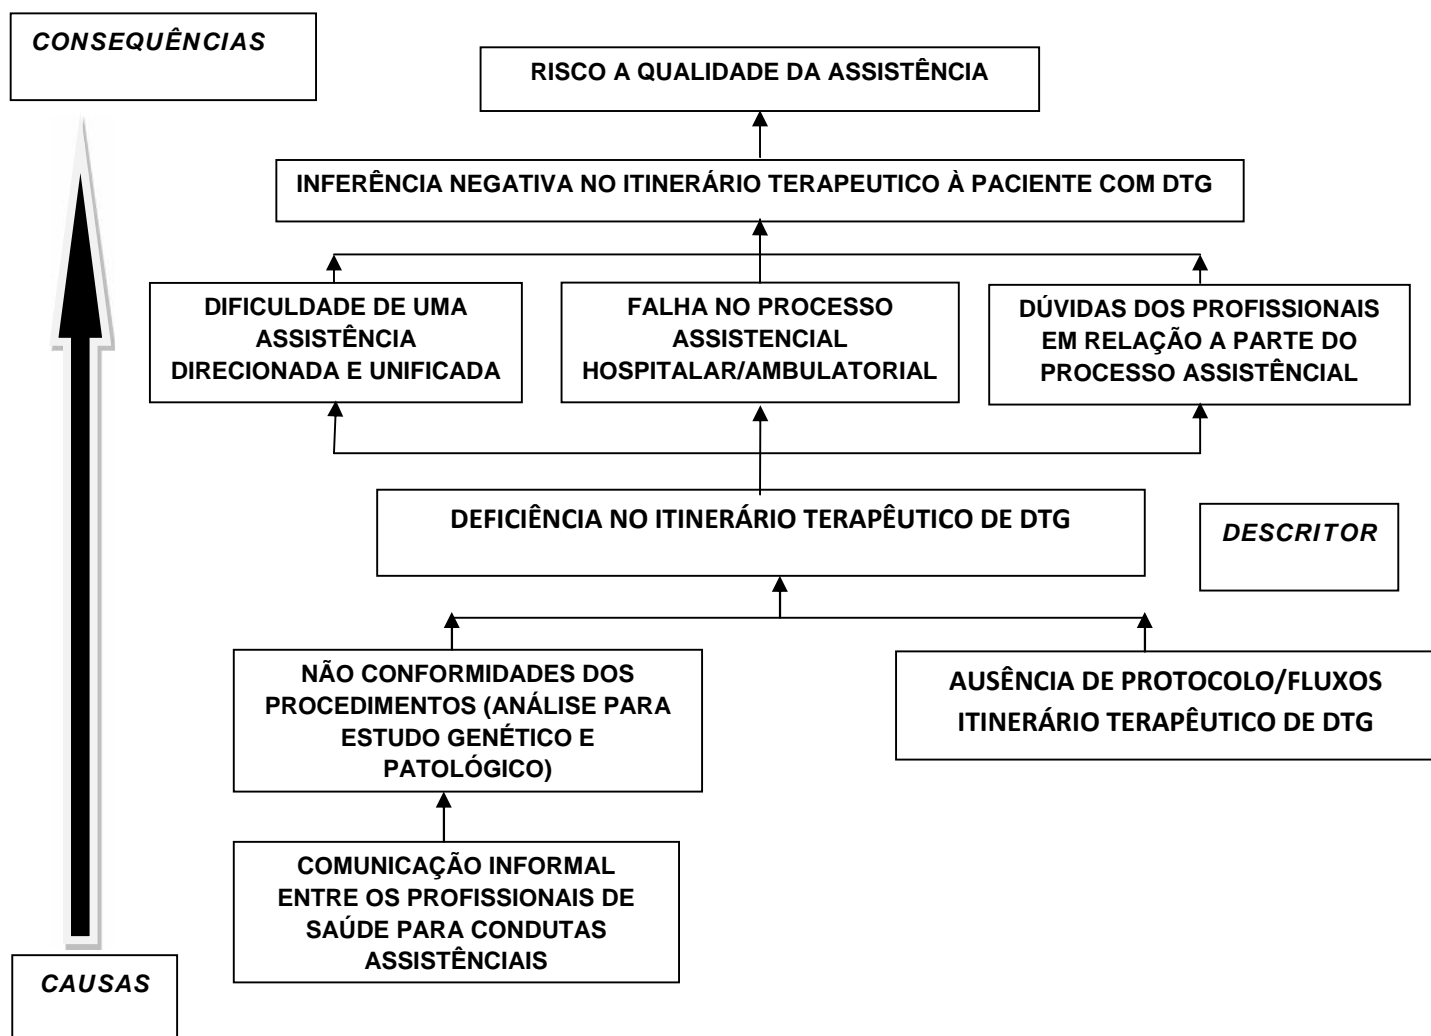 CONSEQUÊNCIAS
RISCO A QUALIDADE DA ASSISTÊNCIA
INFERÊNCIA NEGATIVA NO ITINERÁRIO TERAPEUTICO À PACIENTE COM DTG
DIFICULDADE DE UMA
ASSISTÊNCIA
DIRECIONADA E UNIFICADA
FALHA NO PROCESSO
ASSISTENCIAL
HOSPITALAR/AMBULATORIAL
DÚVIDAS DOS PROFISSIONAIS
EM RELAÇÃO A PARTE DO
PROCESSO ASSISTÊNCIAL
DEFICIÊNCIA NO ITINERÁRIO TERAPÊUTICO DE DTG
DESCRITOR
NÃO CONFORMIDADES DOS
PROCEDIMENTOS (ANÁLISE PARA
ESTUDO GENÉTICO E
PATOLÓGICO)
AUSÊNCIA DE PROTOCOLO/FLUXOS
ITINERÁRIO TERAPÊUTICO DE DTG
COMUNICAÇÃO INFORMAL
ENTRE OS PROFISSIONAIS DE
SAÚDE PARA CONDUTAS
ASSISTÊNCIAIS
CAUSAS